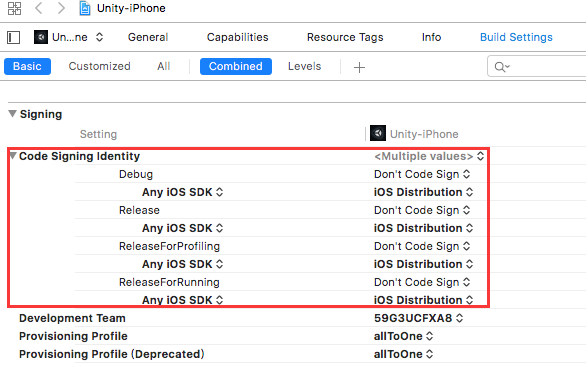 Unity-iPhone
Un...ne General Capabilities Resource Tags Info Build Settings
Basic Customized All Combined Levels +
Signing
Setting Unity-iPhone
Code Signing Identity <Multiple values>
Debug Don't Code Sign
Any iOS SDK iOS Distribution
Release Don't Code Sign
Any iOS SDK iOS Distribution
ReleaseForProfiling Don't Code Sign
Any iOS SDK iOS Distribution
ReleaseForRunning Don't Code Sign
Any iOS SDK iOS Distribution
Development Team 59G3UCFXA8
Provisioning Profile allToOne
Provisioning Profile (Deprecated) allToOne